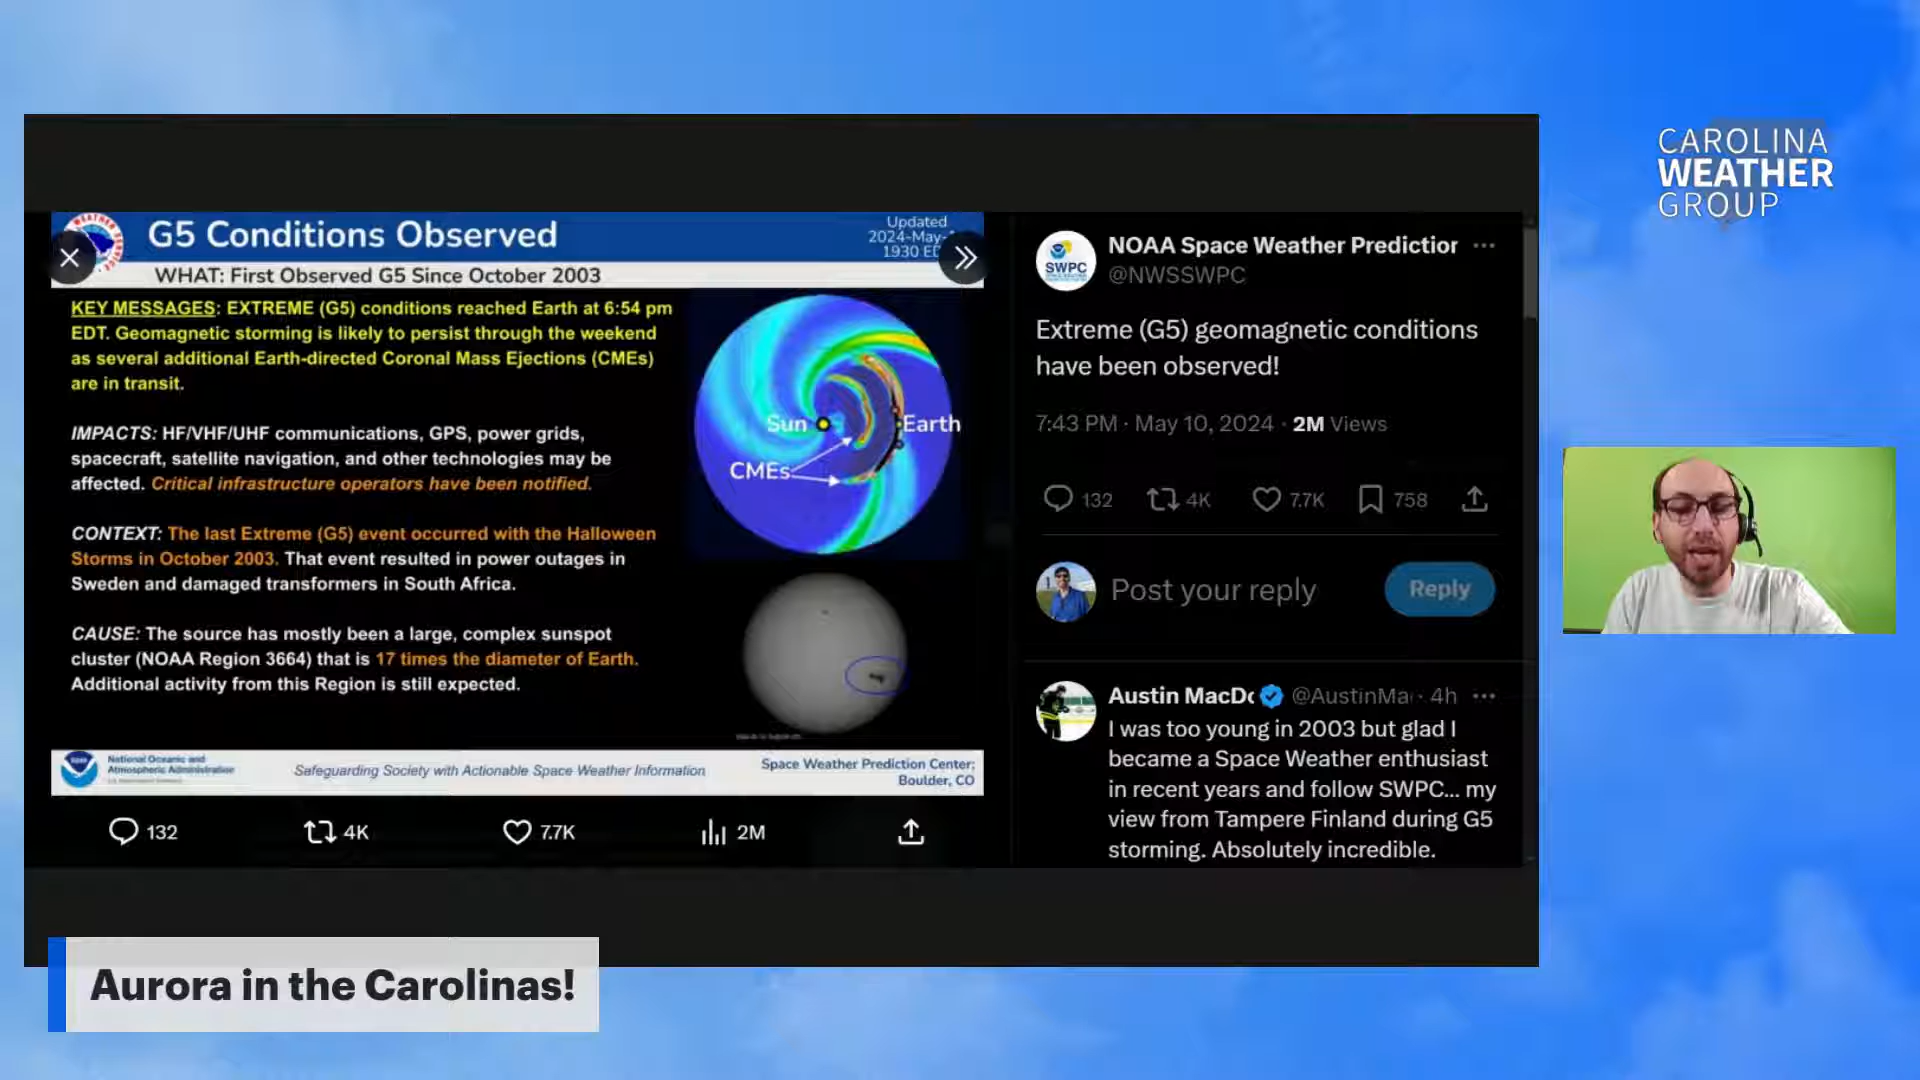 CAROLINA
WEATHER
GROUP
G5 Conditions Observed
Updated
1930
WHAT: First Observed G5 Since October 2003
KEY MESSAGES: EXTREME (G5) conditions reached Earth at 6:54 pm
EDT. Geomagnetic storming is likely to persist through the weekend
as several additional Earth-directed Coronal Mass Ejections (CMEs)
are in transit.
IMPACTS: HF/VHF/UHF communications, GPS, power grids,
spacecraft, satellite navigation, and other technologies may be
affected. Critical infrastructure operators have been notified.
CONTEXT: The last Extreme (G5) event occurred with the Halloween
Storms in October 2003. That event resulted in power outages in
Sweden and damaged transformers in South Africa.
CAUSE: The source has mostly been a large, complex sunspot
cluster (NOAA Region 3664) that is 17 times the diameter of Earth.
Additional activity from this Region is still expected.
Sun
Earth
CMEs
National Oceanic and
Atmospheric Administration
Safeguarding Society with Actionable Space Weather Information
Space Weather Prediction Center;
Boulder, CO
132
4K
7.7K
2M
SWPC
NOAA Space Weather Predictior
@NWSSWPC
Extreme (G5) geomagnetic conditions
have been observed!
7:43 PM · May 10, 2024 · 2M Views
132
4K
7.7K
758
Post your reply
Reply
Austin MacDc @AustinMa · 4h
I was too young in 2003 but glad I
became a Space Weather enthusiast
in recent years and follow SWPC... my
view from Tampere Finland during G5
storming. Absolutely incredible.
Aurora in the Carolinas!